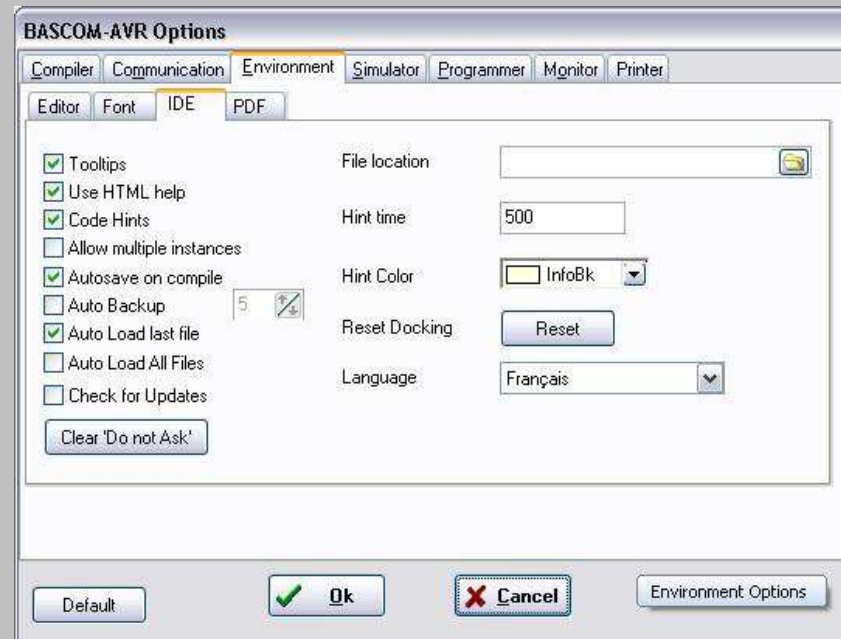 BASCOM-AVR Options
Compiler Communication Environment Simulator Programmer Monitor Printer
Editor Font IDE PDF
Tooltips
Use HTML help
Code Hints
Allow multiple instances
Autosave on compile
Auto Backup 5
Auto Load last file
Auto Load All Files
Check for Updates
Clear 'Do not Ask'
File location
Hint time 500
Hint Color InfoBk
Reset Docking Reset
Language Français
Default Ok Cancel Environment Options